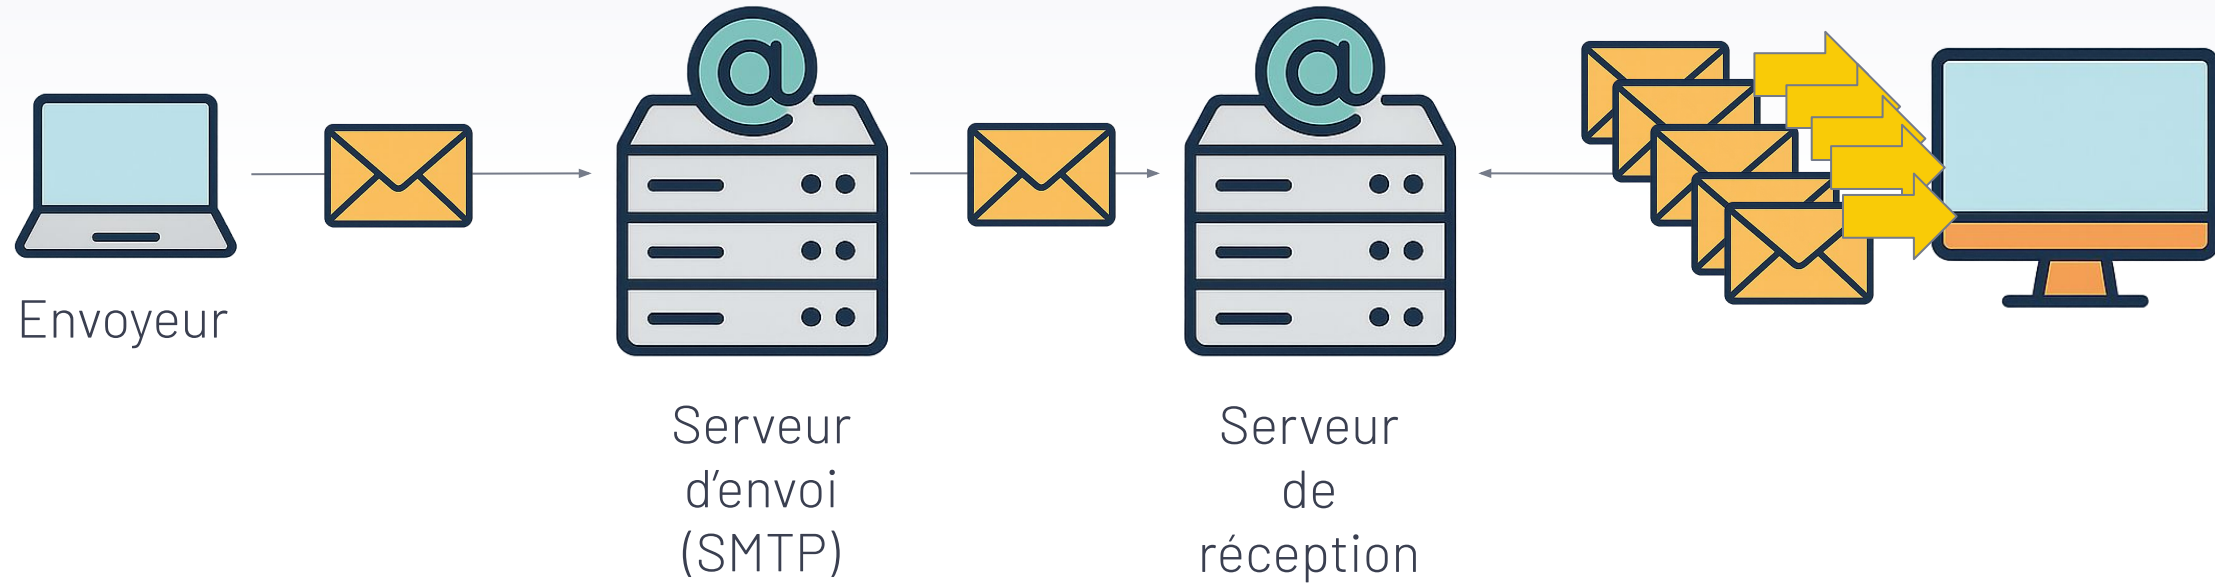 Envoyeur
Serveur
d'envoi
(SMTP)
Serveur
de
réception